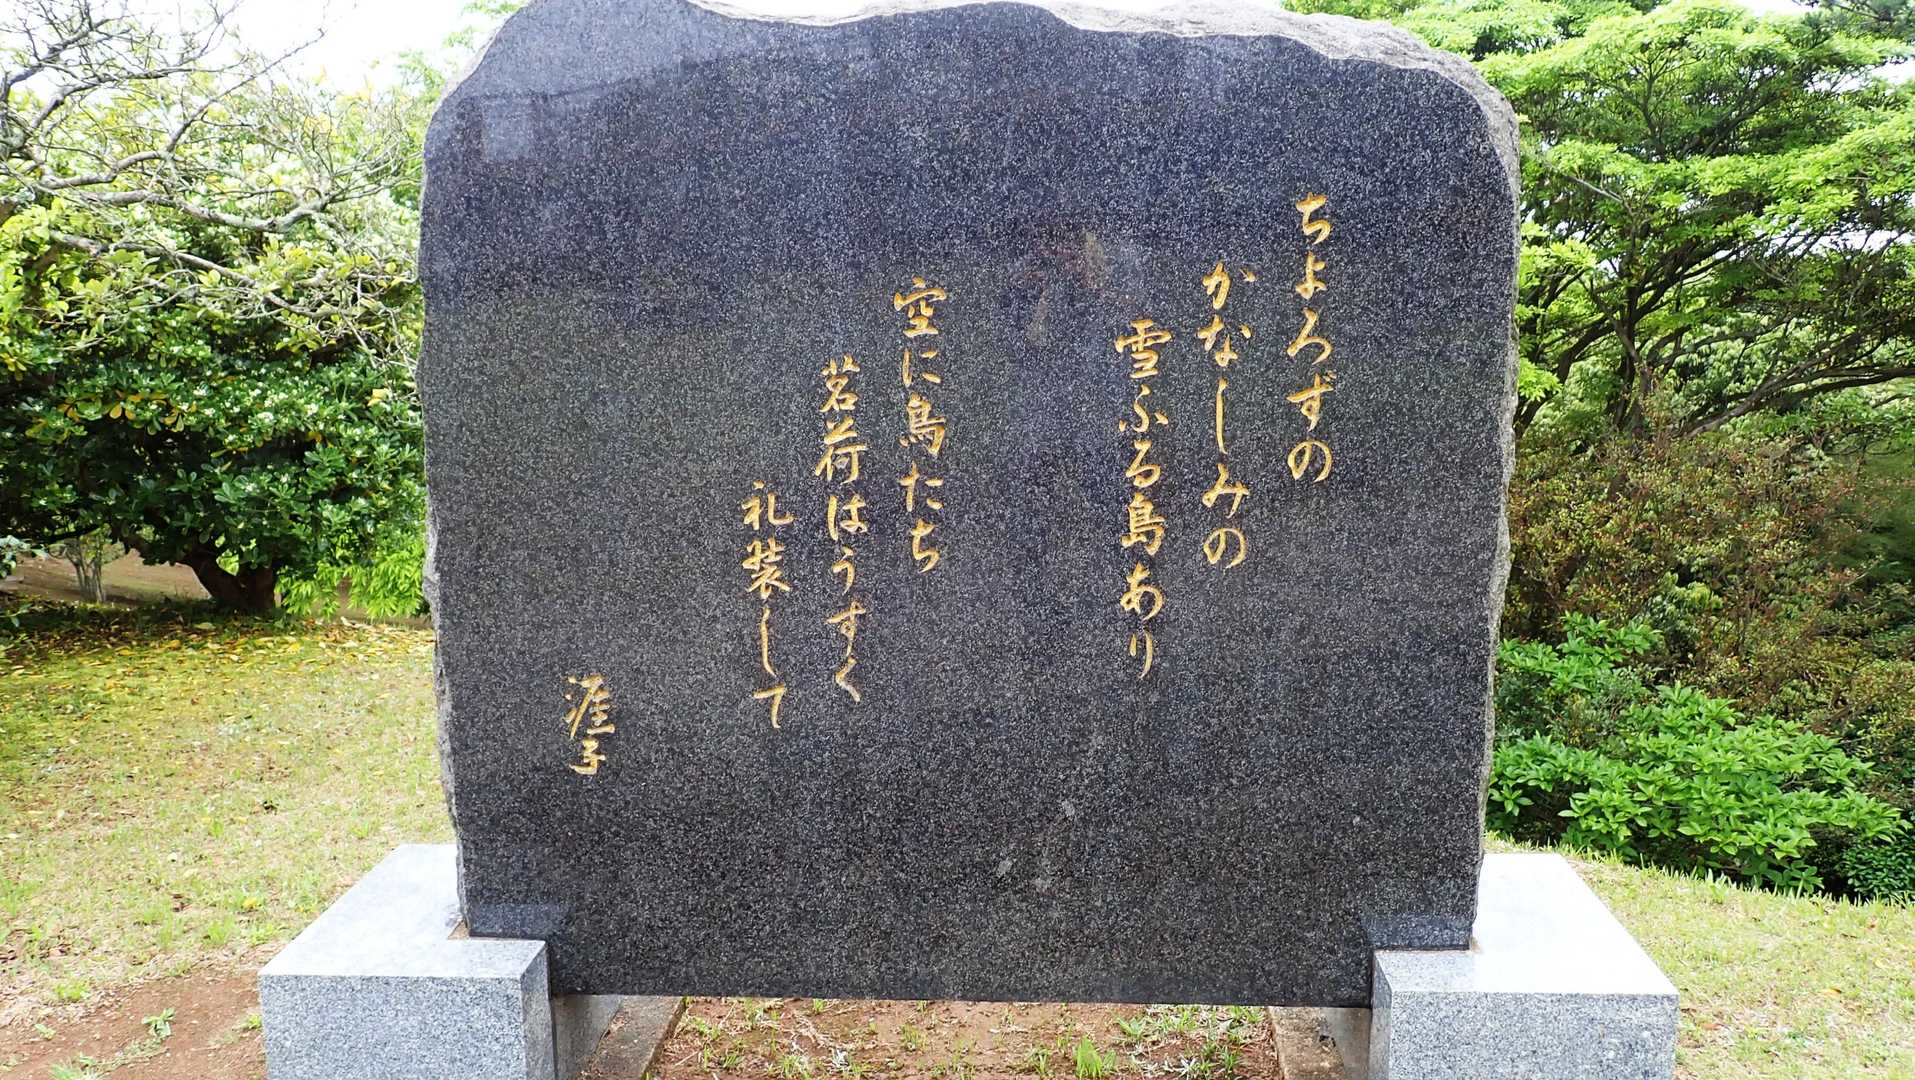 ちよろずの
かなしみの
雪ふる島あり
空に鳥たち
茗荷はうすく
礼装して
涯子